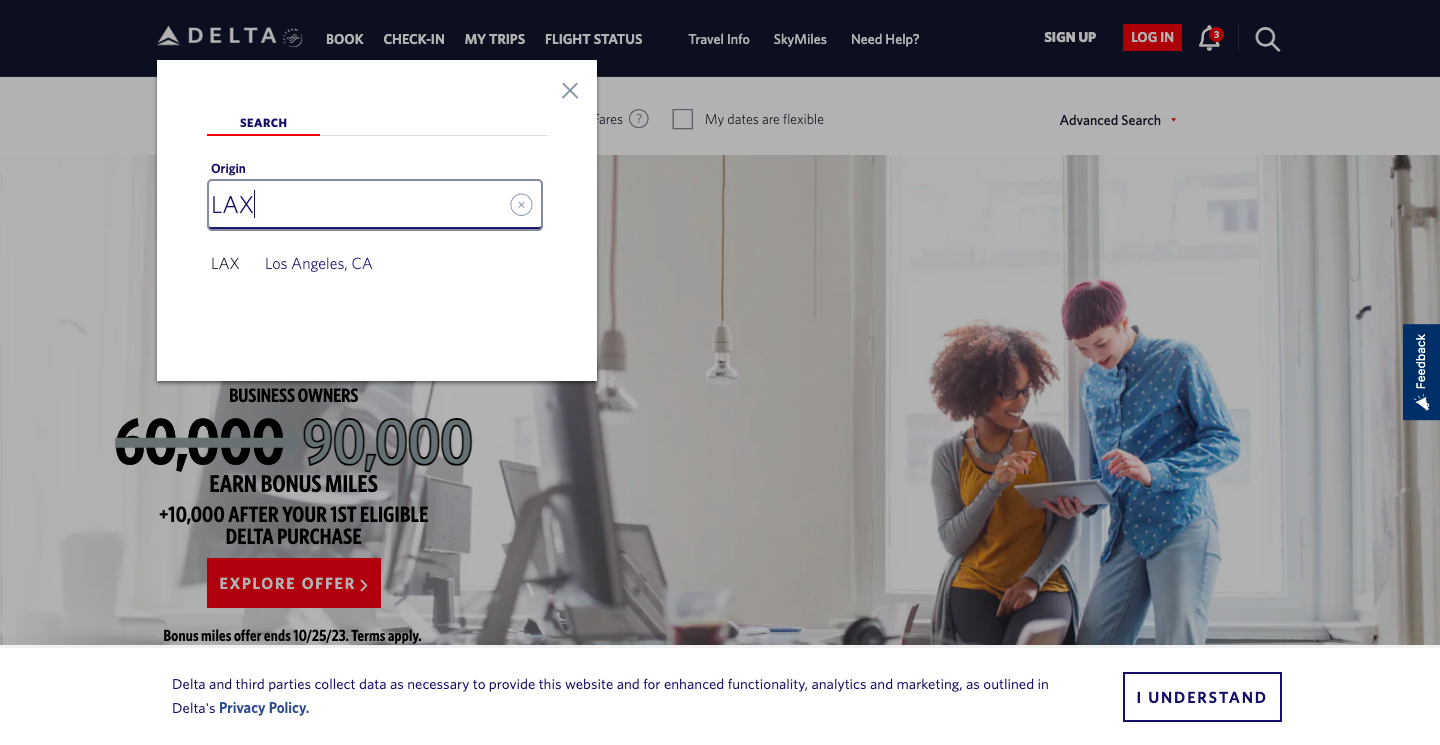 DELTA
BOOK CHECK-IN MY TRIPS FLIGHT STATUS Travel Info SkyMiles Need Help? SIGN UP LOG IN 3
SEARCH
Fares ? My dates are flexible Advanced Search
Origin
LAX
LAX Los Angeles, CA
Feedback
BUSINESS OWNERS
60,000 90,000
EARN BONUS MILES
+10,000 AFTER YOUR 1ST ELIGIBLE
DELTA PURCHASE
EXPLORE OFFER
Bonus miles offer ends 10/25/23. Terms apply.
Delta and third parties collect data as necessary to provide this website and for enhanced functionality, analytics and marketing, as outlined in
Delta's Privacy Policy.
I UNDERSTAND